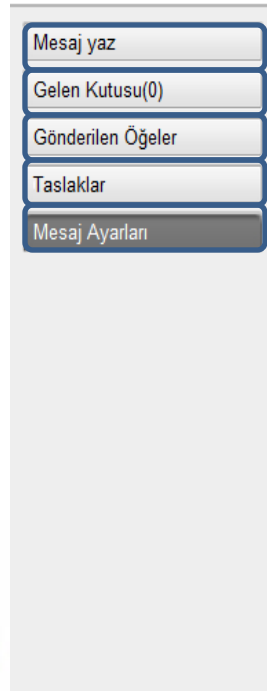 Mesaj yaz
Gelen Kutusu(0)
Gönderilen Öğeler
Taslaklar
Mesaj Ayarları